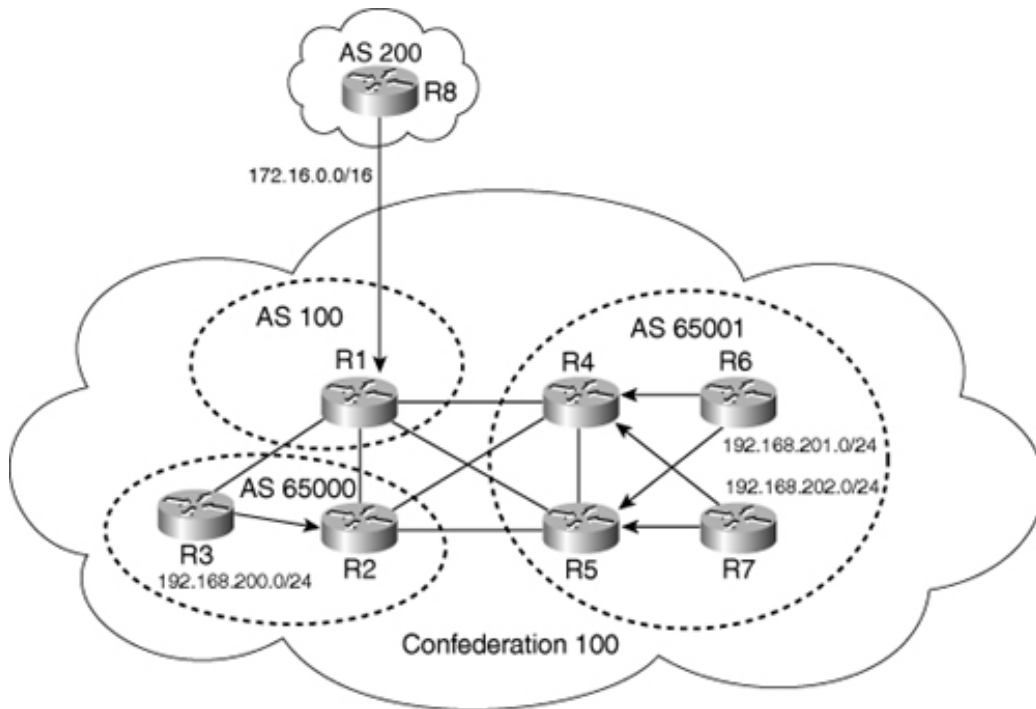 AS 200
R8
172.16.0.0/16
AS 100
AS 65001
R1
R4
R6
192.168.201.0/24
AS 65000
192.168.202.0/24
R3
R2
R5
R7
192.168.200.0/24
Confederation 100